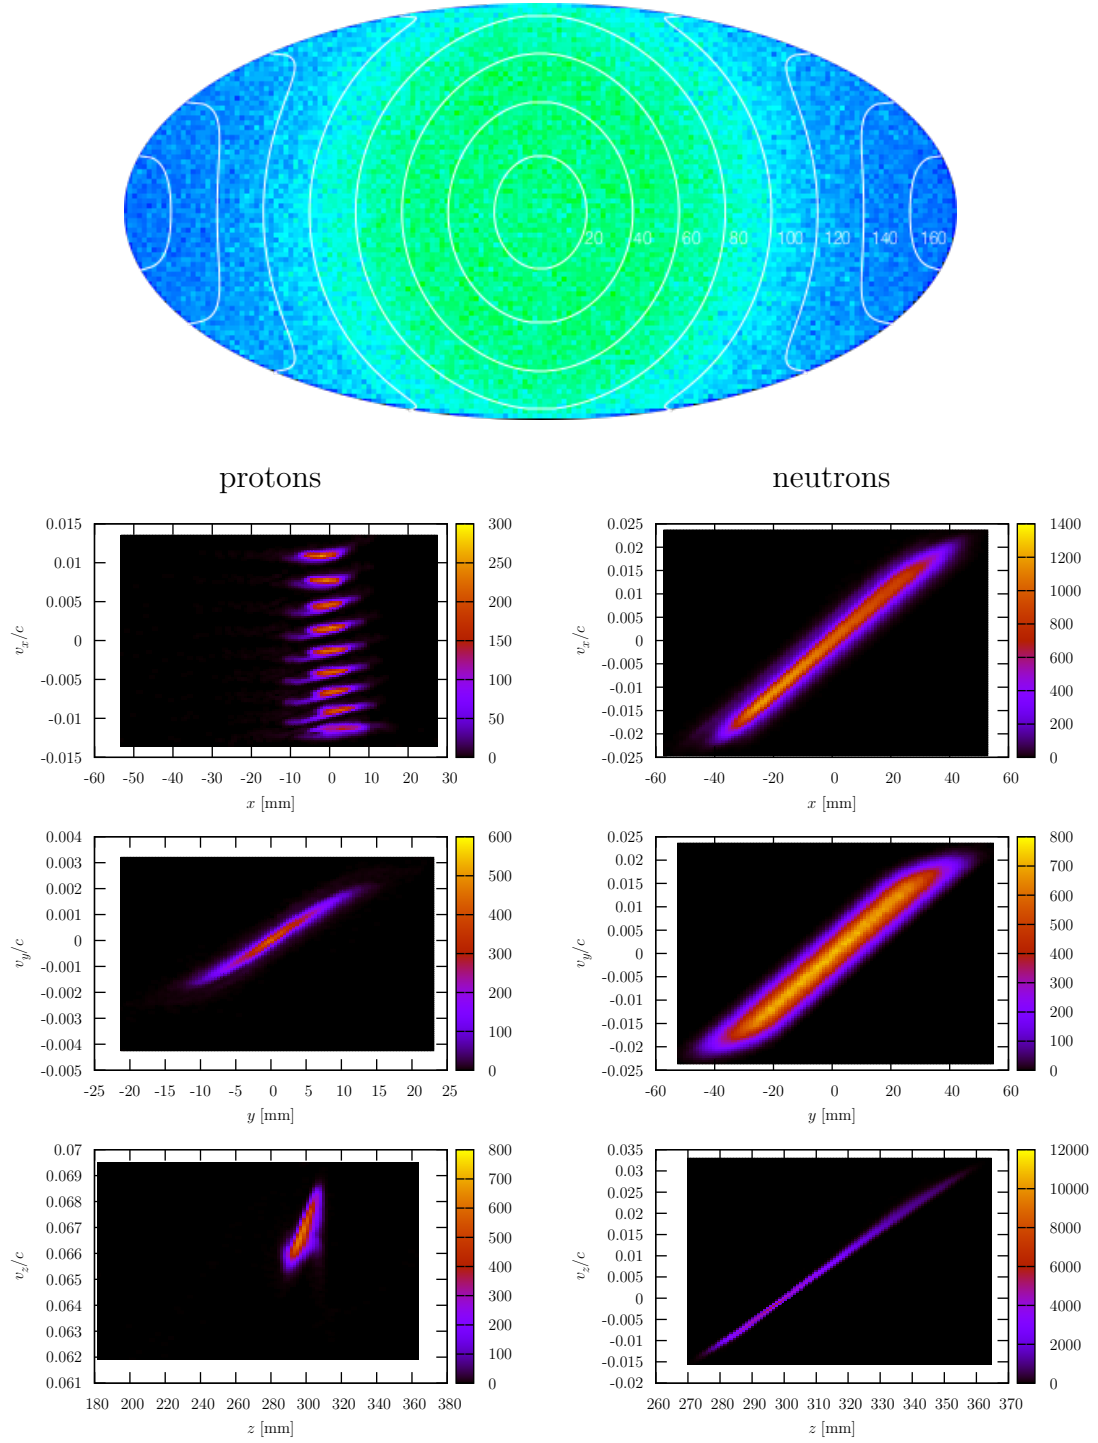 20 40 60 80 100 120 140 160
protons neutrons
0.015 0.01 0.005 0 -0.005 -0.01 -0.015
v_x/c
-60 -50 -40 -30 -20 -10 0 10 20 30
x [mm]
300 250 200 150 100 50 0
0.025 0.02 0.015 0.01 0.005 0 -0.005 -0.01 -0.015 -0.02 -0.025
v_x/c
-60 -40 -20 0 20 40 60
x [mm]
1400 1200 1000 800 600 400 200 0
0.004 0.003 0.002 0.001 0 -0.001 -0.002 -0.003 -0.004 -0.005
v_y/c
-25 -20 -15 -10 -5 0 5 10 15 20 25
y [mm]
600 500 400 300 200 100 0
0.025 0.02 0.015 0.01 0.005 0 -0.005 -0.01 -0.015 -0.02 -0.025
v_y/c
-60 -40 -20 0 20 40 60
y [mm]
800 700 600 500 400 300 200 100 0
0.07 0.069 0.068 0.067 0.066 0.065 0.064 0.063 0.062 0.061
v_z/c
180 200 220 240 260 280 300 320 340 360 380
z [mm]
800 700 600 500 400 300 200 100 0
0.035 0.03 0.025 0.02 0.015 0.01 0.005 0 -0.005 -0.01 -0.015 -0.02
v_z/c
260 270 280 290 300 310 320 330 340 350 360 370
z [mm]
12000 10000 8000 6000 4000 2000 0